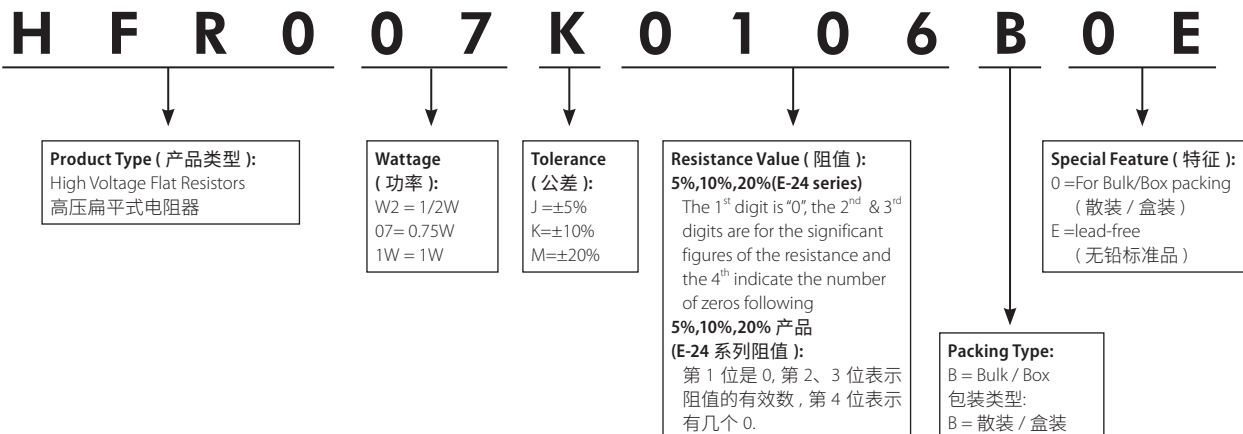 H F R 0 0 7 K 0 1 0 6 B 0 E
Product Type ( 产品类型 ):
High Voltage Flat Resistors
高压扁平式电阻器
Wattage
( 功率 ):
W2 = 1/2W
07= 0.75W
1W = 1W
Tolerance
( 公差 ):
J =±5%
K=±10%
M=±20%
Resistance Value ( 阻值 ):
5%,10%,20%(E-24 series)
The 1st digit is "0", the 2nd & 3rd
digits are for the significant
figures of the resistance and
the 4th indicate the number
of zeros following
5%,10%,20% 产品
(E-24 系列阻值 ):
第 1 位是 0, 第 2、3 位表示
阻值的有效数 , 第 4 位表示
有几个 0.
Packing Type:
B = Bulk / Box
包装类型:
B = 散装 / 盒装
Special Feature ( 特征 ):
0 =For Bulk/Box packing
( 散装 / 盒装 )
E =lead-free
( 无铅标准品 )